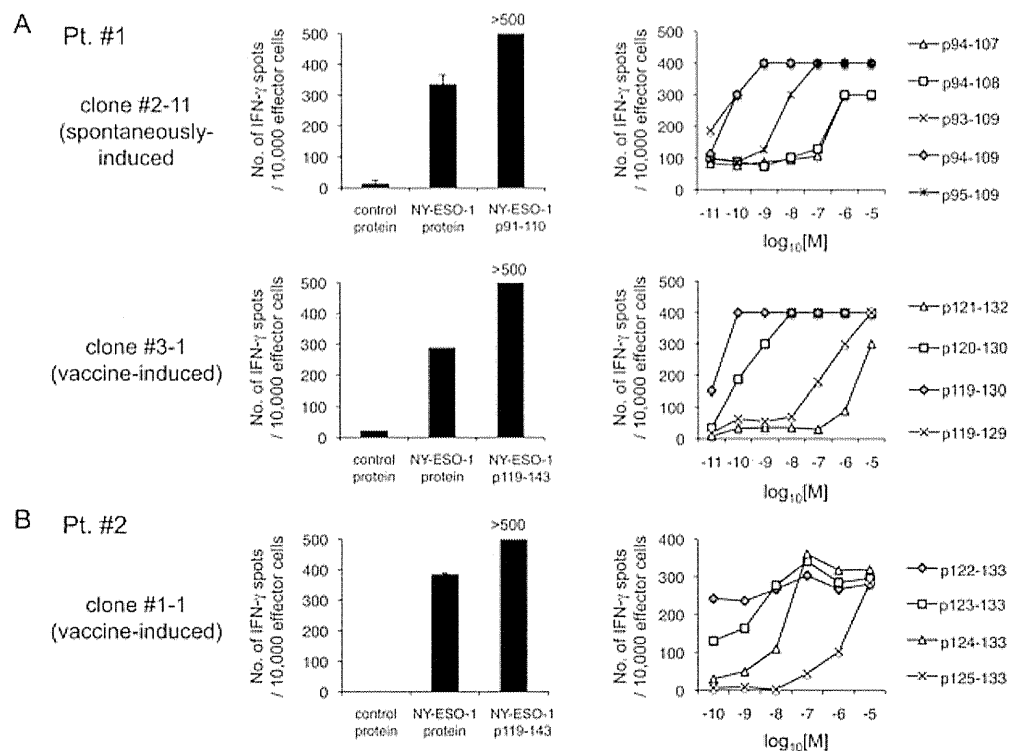 A
Pt. #1
clone #2-11
(spontaneously-
induced
No. of IFN-γ spots
/ 10,000 effector cells
500
400
300
200
100
0
>500
control
protein
NY-ESO-1
protein
NY-ESO-1
p91-110
No. of IFN-γ spots
/ 10,000 effector cells
500
400
300
200
100
0
-11 -10 -9 -8 -7 -6 -5
log10[M]
p94-107
p94-108
p93-109
p94-109
p95-109
clone #3-1
(vaccine-induced)
No. of IFN-γ spots
/ 10,000 effector cells
500
400
300
200
100
0
>500
control
protein
NY-ESO-1
protein
NY-ESO-1
p119-143
No. of IFN-γ spots
/ 10,000 effector cells
500
400
300
200
100
0
-11 -10 -9 -8 -7 -6 -5
log10[M]
p121-132
p120-130
p119-130
p119-129
B
Pt. #2
clone #1-1
(vaccine-induced)
No. of IFN-γ spots
/ 10,000 effector cells
500
400
300
200
100
0
>500
control
protein
NY-ESO-1
protein
NY-ESO-1
p119-143
No. of IFN-γ spots
/ 10,000 effector cells
400
300
200
100
0
-10 -9 -8 -7 -6 -5
log10[M]
p122-133
p123-133
p124-133
p125-133